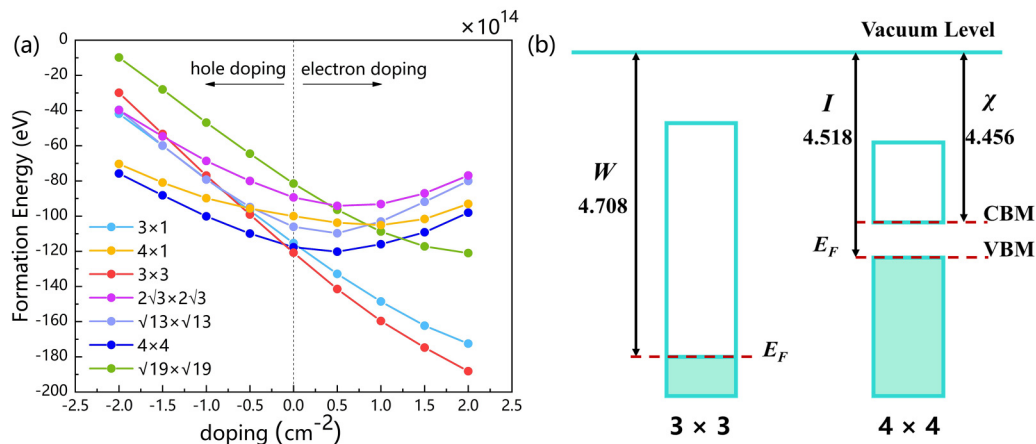 (a)
×10¹⁴
0
-20
-40
-60
-80
-100
-120
-140
-160
-180
-200
Formation Energy (eV)
hole doping
electron doping
3×1
4×1
3×3
2√3×2√3
√13×√13
4×4
√19×√19
-2.5 -2.0 -1.5 -1.0 -0.5 0.0 0.5 1.0 1.5 2.0 2.5
doping (cm⁻²)
(b)
Vacuum Level
W
4.708
I
4.518
χ
4.456
CBM
E_F
VBM
E_F
3 × 3
4 × 4